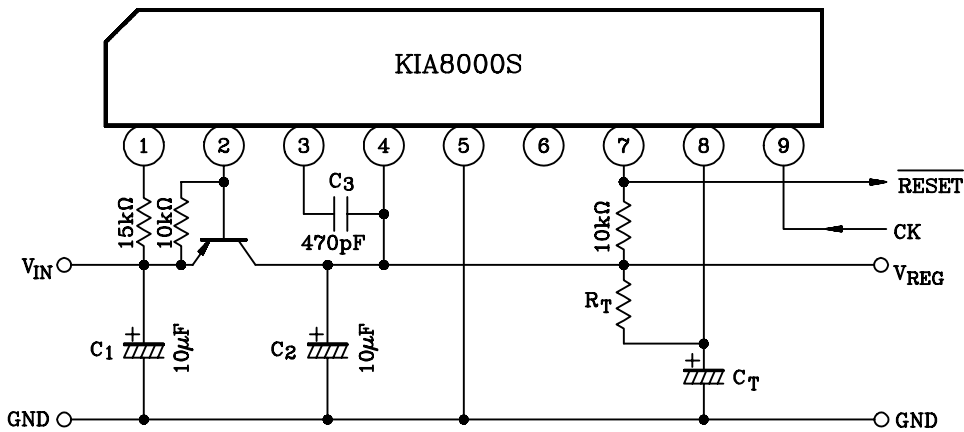 KIA8000S
1 2 3 4 5 6 7 8 9
C3
470pF
15kΩ
10kΩ
10kΩ
RESET
CK
VIN
VREG
RT
C1
10μF
C2
10μF
CT
GND
GND